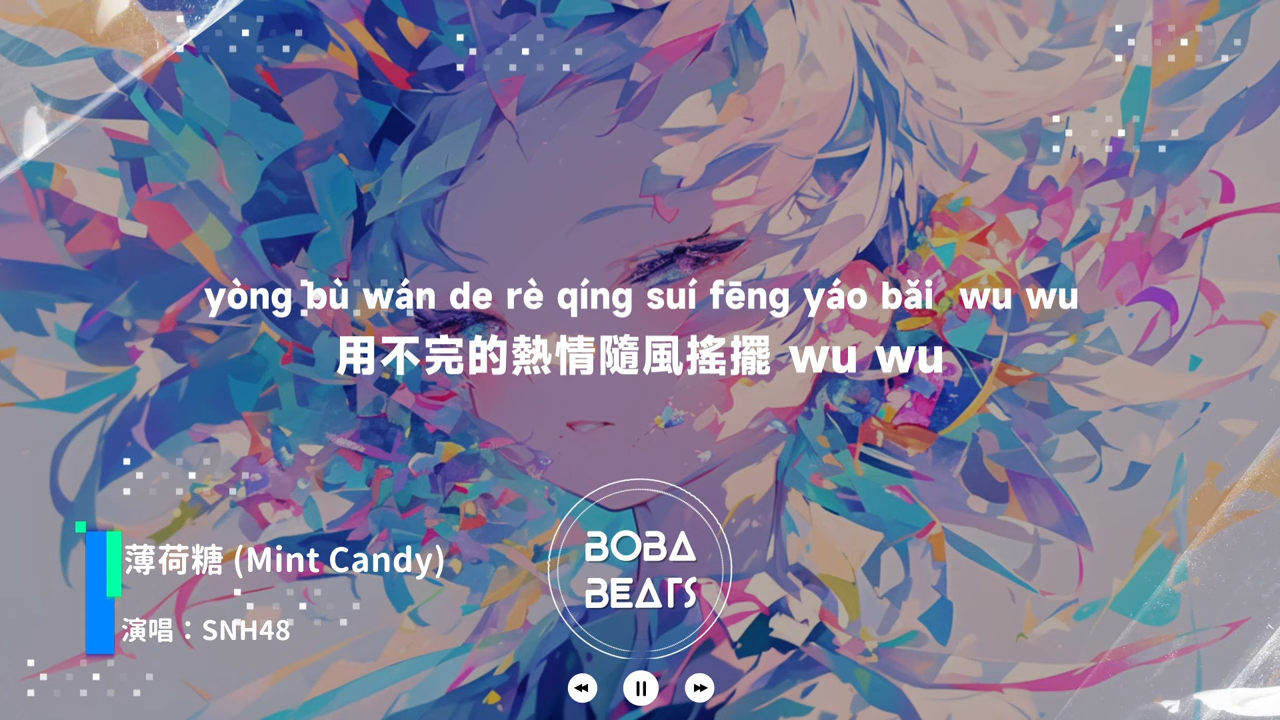 yòng bù wán de rè qíng suí fēng yáo bǎi  wu wu
用不完的熱情隨風搖擺 wu wu
薄荷糖 (Mint Candy)
演唱：SNH48
BOBA
BEATS